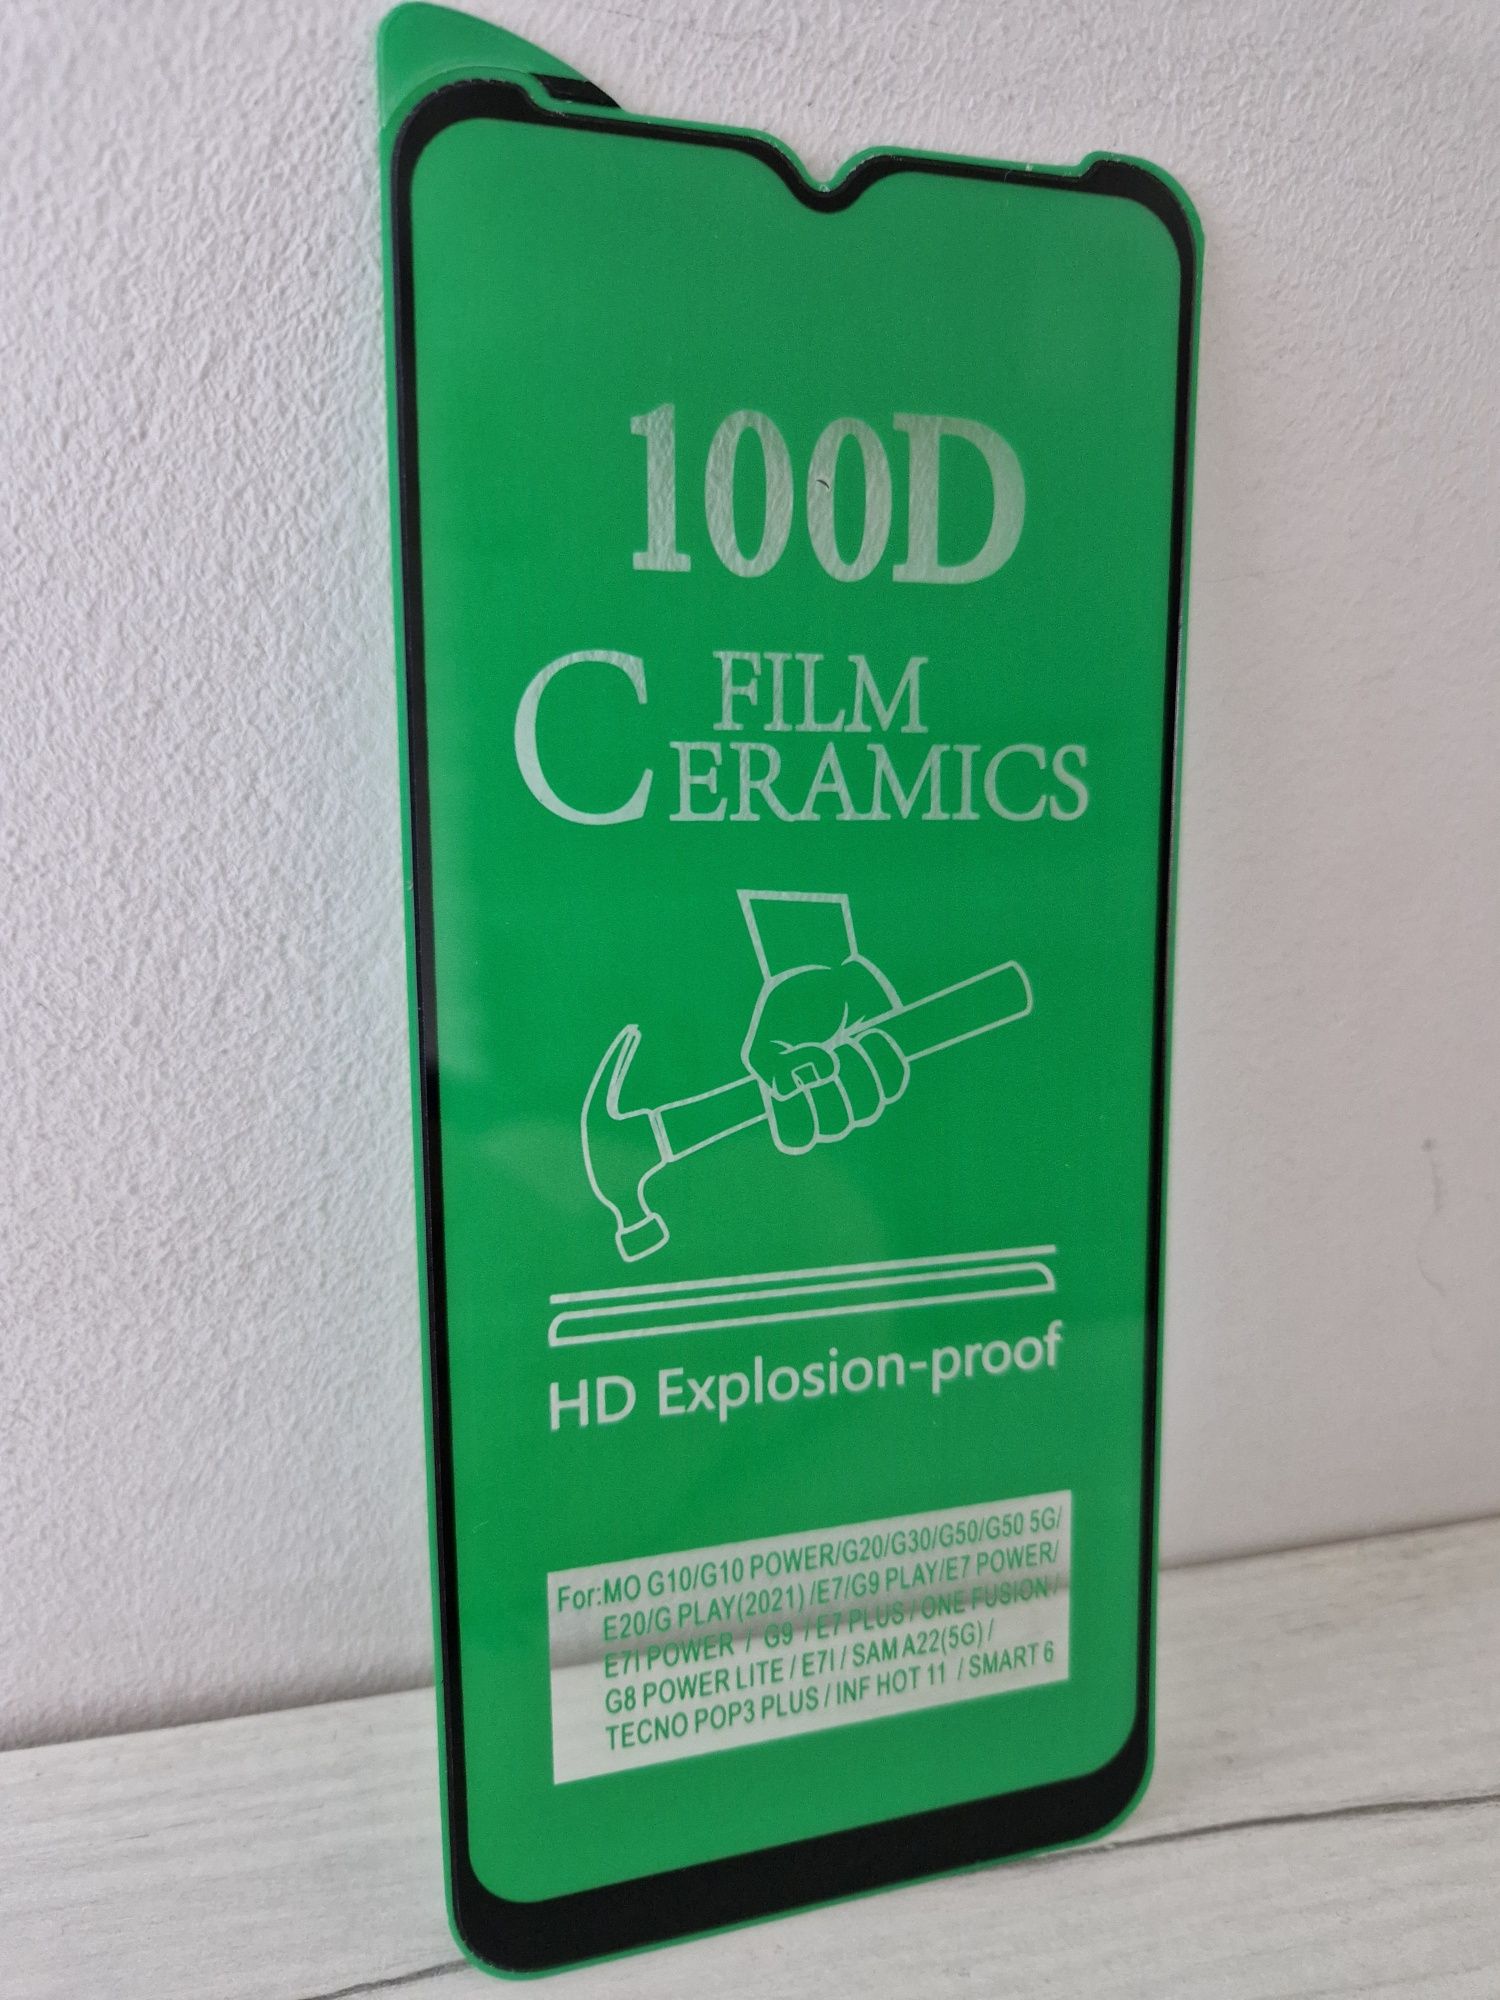 100D
FILM
CERAMICS
HD Explosion-proof
For:MO G10/G10 POWER/G20/G30/G50/G50 5G/
E20/G PLAY(2021) /E7/G9 PLAY/E7 POWER/
E7I POWER / G9 /E7 PLUS / ONE FUSION /
G8 POWER LITE / E7I / SAM A22(5G) /
TECNO POP3 PLUS / INF HOT 11 / SMART 6